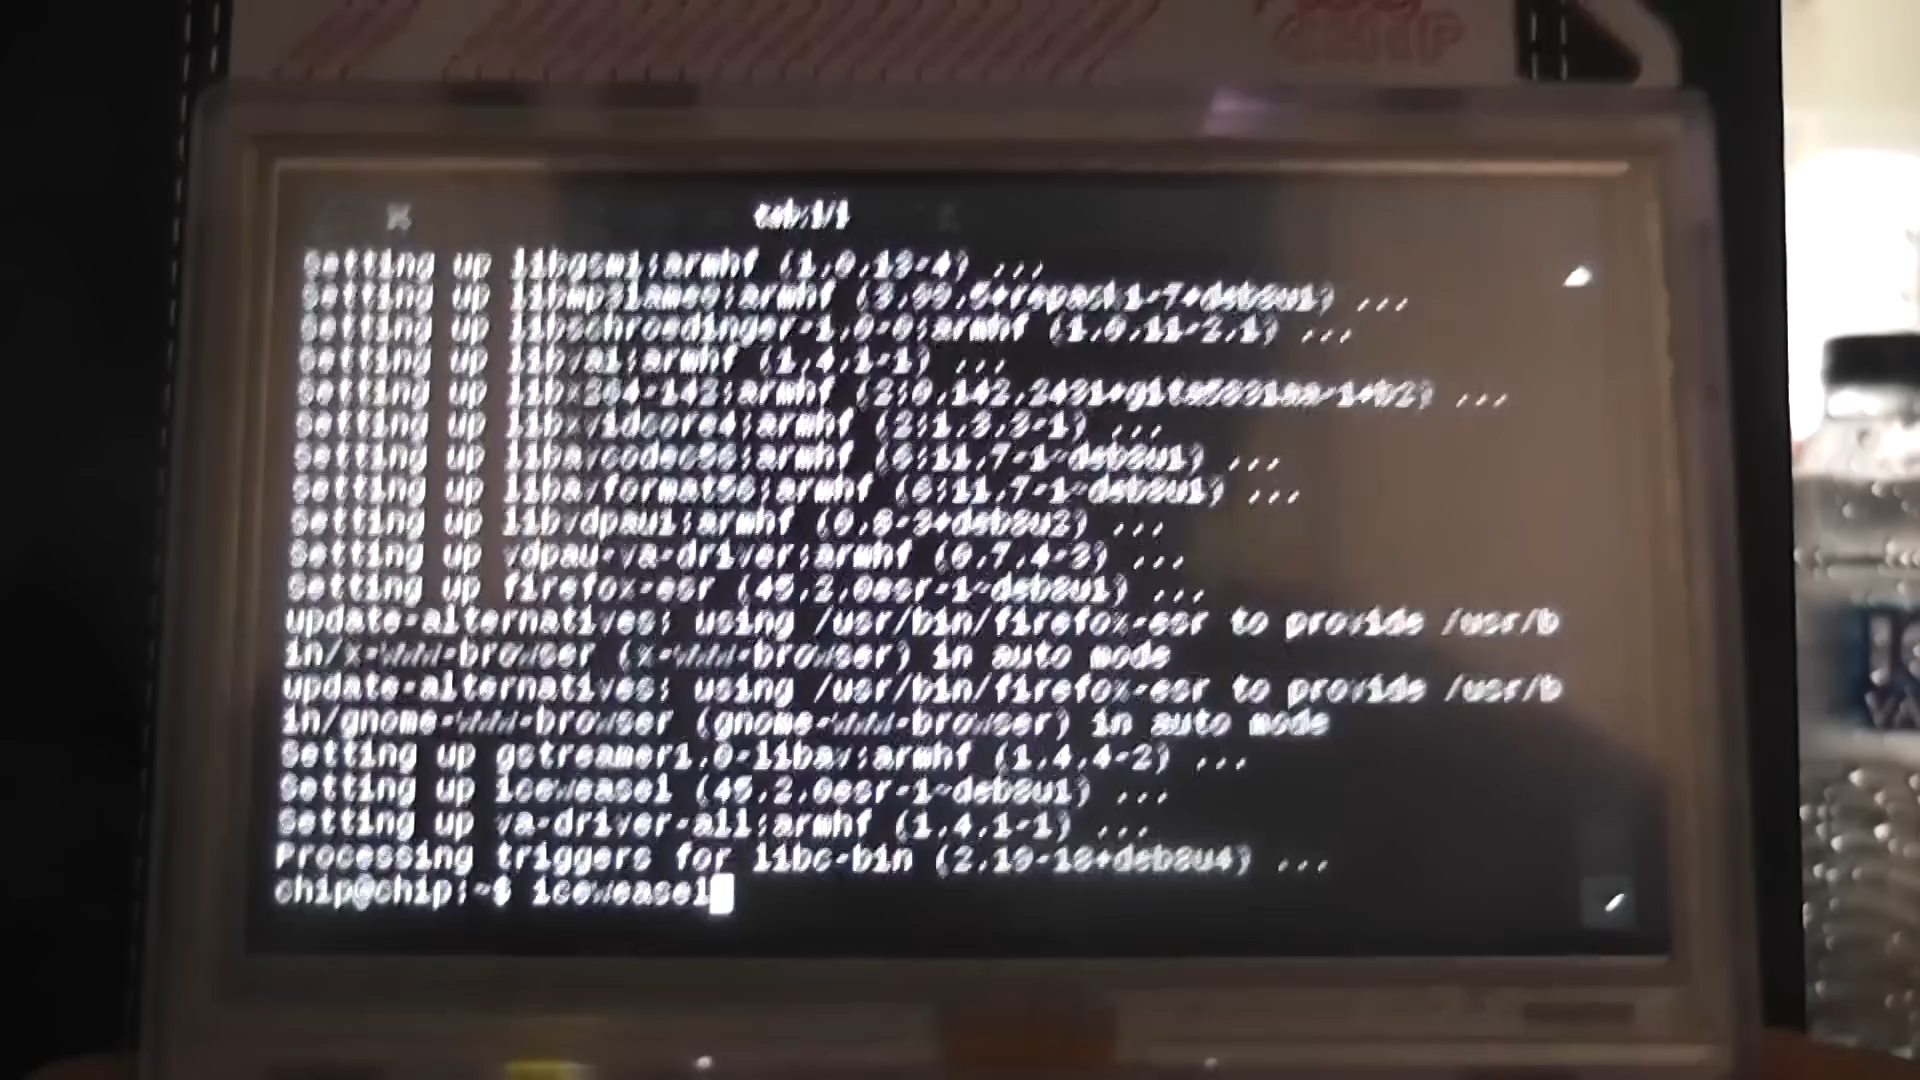 CHIP
tab:1/1
Setting up libgsm1:armhf (1.0.13-4) ...
Setting up libmp3lame0:armhf (3.99.5+repack1-7+deb8u1) ...
Setting up libschroedinger-1.0-0:armhf (1.0.11-2.1) ...
Setting up libva1:armhf (1.4.1-1) ...
Setting up libx264-142:armhf
Setting up libxvidcore4:armhf (2:1.3.3-1) ...
Setting up libavcodec56:armhf (6:11.7-1~deb8u1) ...
Setting up libavformat56:armhf (6:11.7-1~deb8u1) ...
Setting up libvdpau1:armhf (0.8-3+deb8u2) ...
Setting up vdpau-va-driver:armhf (0.7.4-3) ...
Setting up firefox-esr (45.2.0esr-1~deb8u1) ...
update-alternatives: using /usr/bin/firefox-esr to provide /usr/b
in/x-www-browser (x-www-browser) in auto mode
update-alternatives: using /usr/bin/firefox-esr to provide /usr/b
in/gnome-www-browser (gnome-www-browser) in auto mode
Setting up gstreamer1.0-libav:armhf (1.4.4-2) ...
Setting up iceweasel (45.2.0esr-1~deb8u1) ...
Setting up va-driver-all:armhf (1.4.1-1) ...
Processing triggers for libc-bin (2.19-18+deb8u4) ...
chip@chip:~$ iceweasel